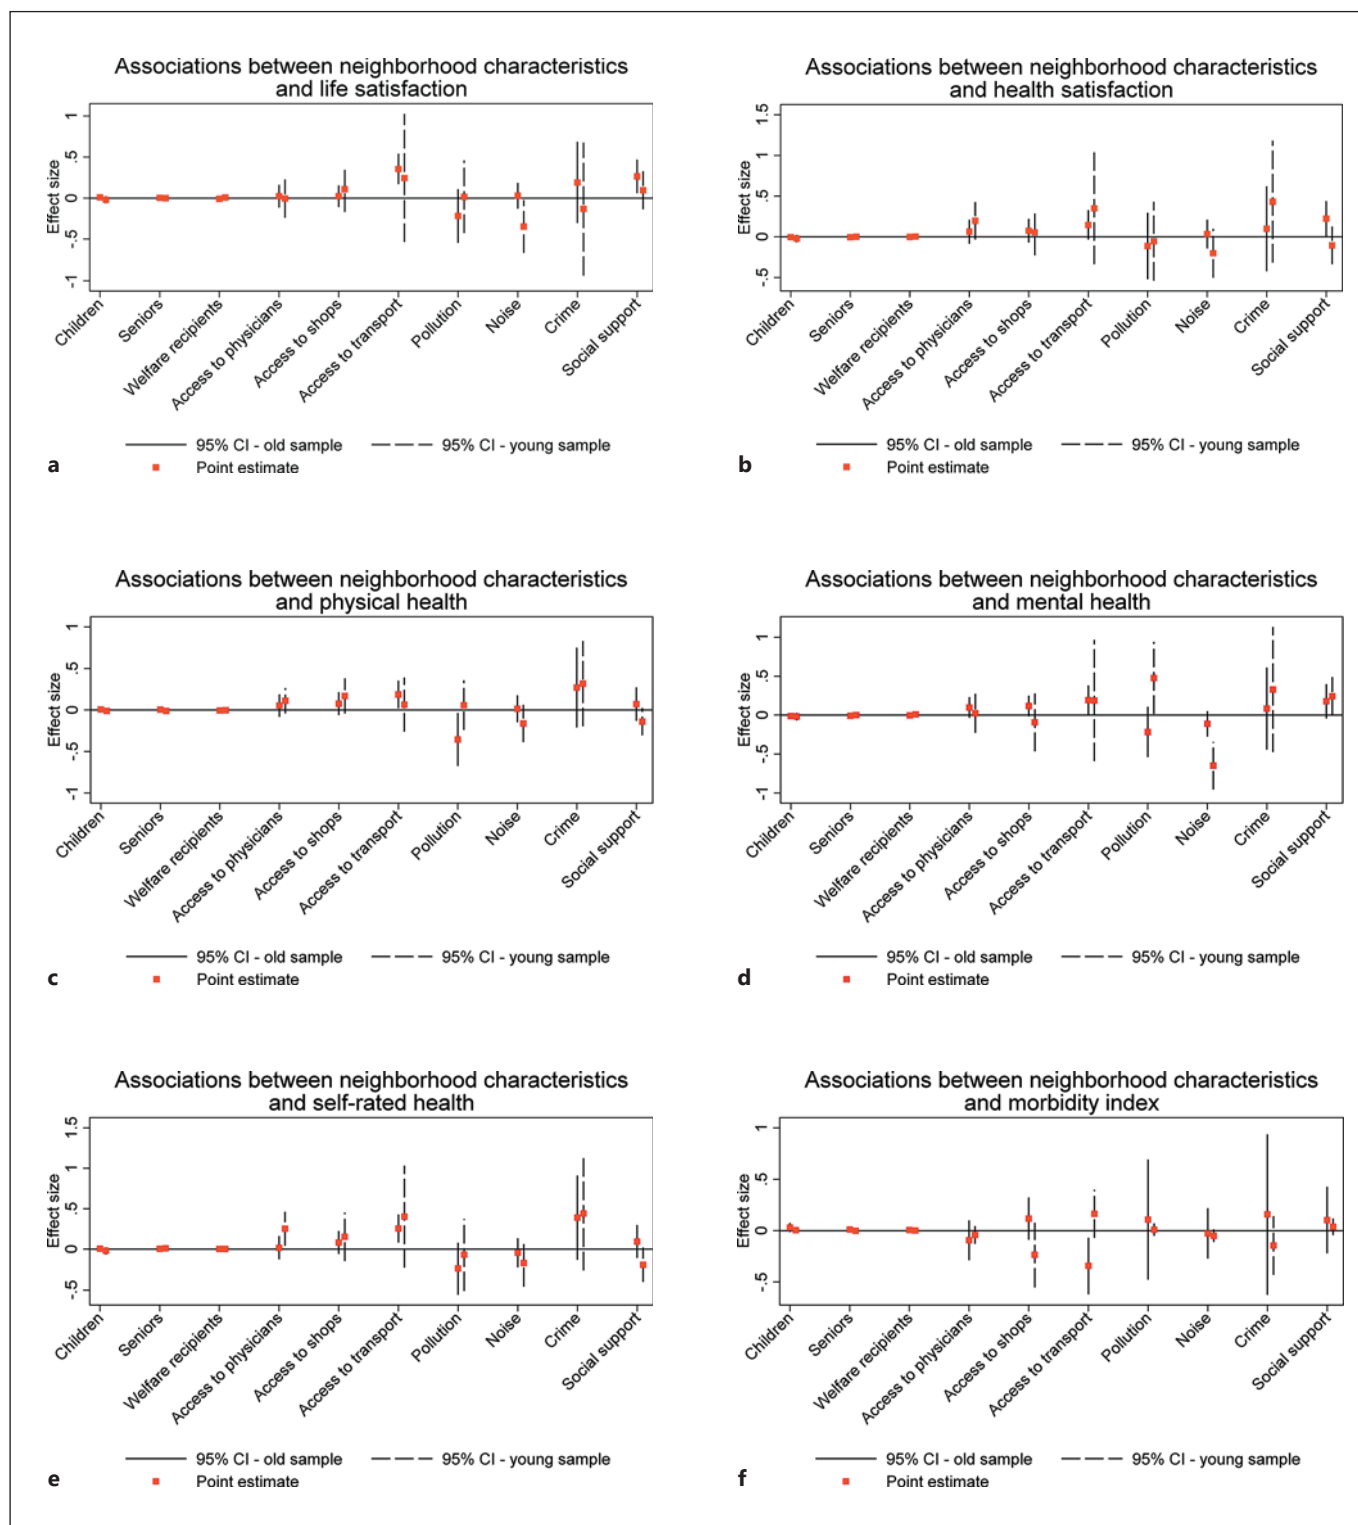 Associations between neighborhood characteristics
and life satisfaction
Effect size
1
.5
0
-.5
-1
Children
Seniors
Welfare recipients
Access to physicians
Access to shops
Access to transport
Pollution
Noise
Crime
Social support
95% CI - old sample
95% CI - young sample
Point estimate
a
Associations between neighborhood characteristics
and health satisfaction
Effect size
1.5
1
.5
0
-.5
Children
Seniors
Welfare recipients
Access to physicians
Access to shops
Access to transport
Pollution
Noise
Crime
Social support
95% CI - old sample
95% CI - young sample
Point estimate
b
Associations between neighborhood characteristics
and physical health
Effect size
1
.5
0
-.5
-1
Children
Seniors
Welfare recipients
Access to physicians
Access to shops
Access to transport
Pollution
Noise
Crime
Social support
95% CI - old sample
95% CI - young sample
Point estimate
c
Associations between neighborhood characteristics
and mental health
Effect size
1
.5
0
-.5
-1
Children
Seniors
Welfare recipients
Access to physicians
Access to shops
Access to transport
Pollution
Noise
Crime
Social support
95% CI - old sample
95% CI - young sample
Point estimate
d
Associations between neighborhood characteristics
and self-rated health
Effect size
1.5
1
.5
0
-.5
Children
Seniors
Welfare recipients
Access to physicians
Access to shops
Access to transport
Pollution
Noise
Crime
Social support
95% CI - old sample
95% CI - young sample
Point estimate
e
Associations between neighborhood characteristics
and morbidity index
Effect size
1
.5
0
-.5
Children
Seniors
Welfare recipients
Access to physicians
Access to shops
Access to transport
Pollution
Noise
Crime
Social support
95% CI - old sample
95% CI - young sample
Point estimate
f